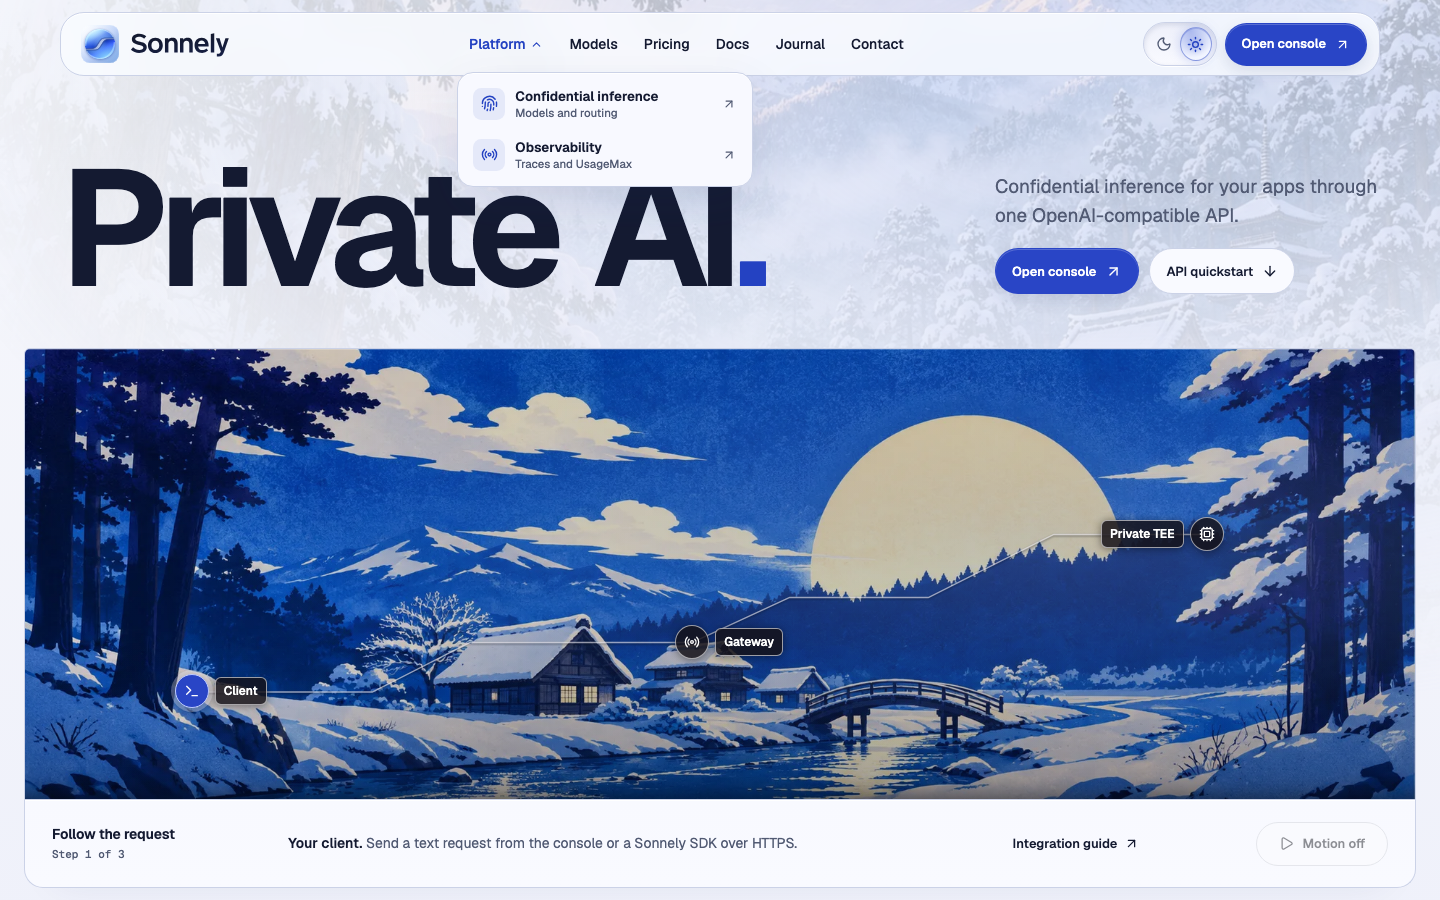 Sonnely
Platform
Models
Pricing
Docs
Journal
Contact
Open console
Confidential inference
Models and routing
Observability
Traces and UsageMax
Private AI.
Confidential inference for your apps through
one OpenAI-compatible API.
Open console
API quickstart
Private TEE
Gateway
Client
Follow the request
Step 1 of 3
Your client. Send a text request from the console or a Sonnely SDK over HTTPS.
Integration guide
Motion off